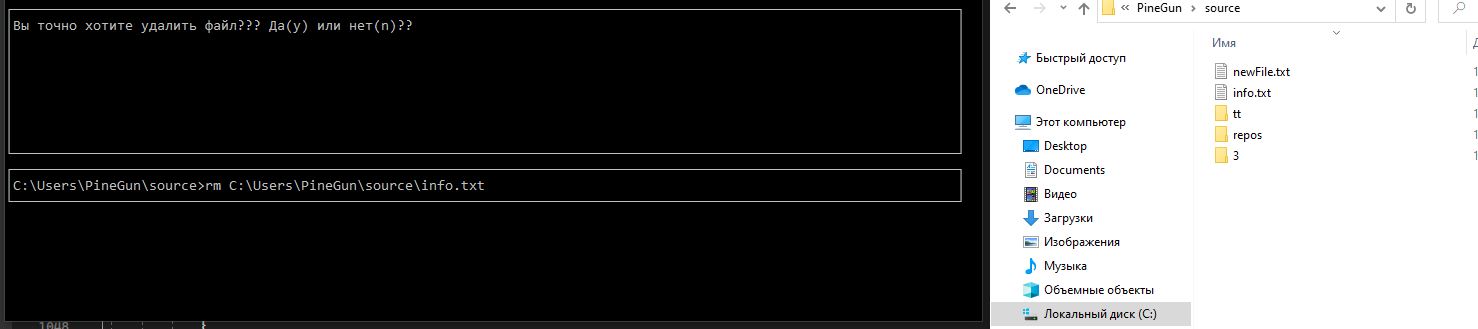 Вы точно хотите удалить файл??? Да(y) или нет(n)??
C:\Users\PineGun\source>rm C:\Users\PineGun\source\info.txt
1048
}
« PineGun > source
Имя
Быстрый доступ
OneDrive
Этот компьютер
Desktop
Documents
Видео
Загрузки
Изображения
Музыка
Объемные объекты
Локальный диск (C:)
newFile.txt
info.txt
tt
repos
3